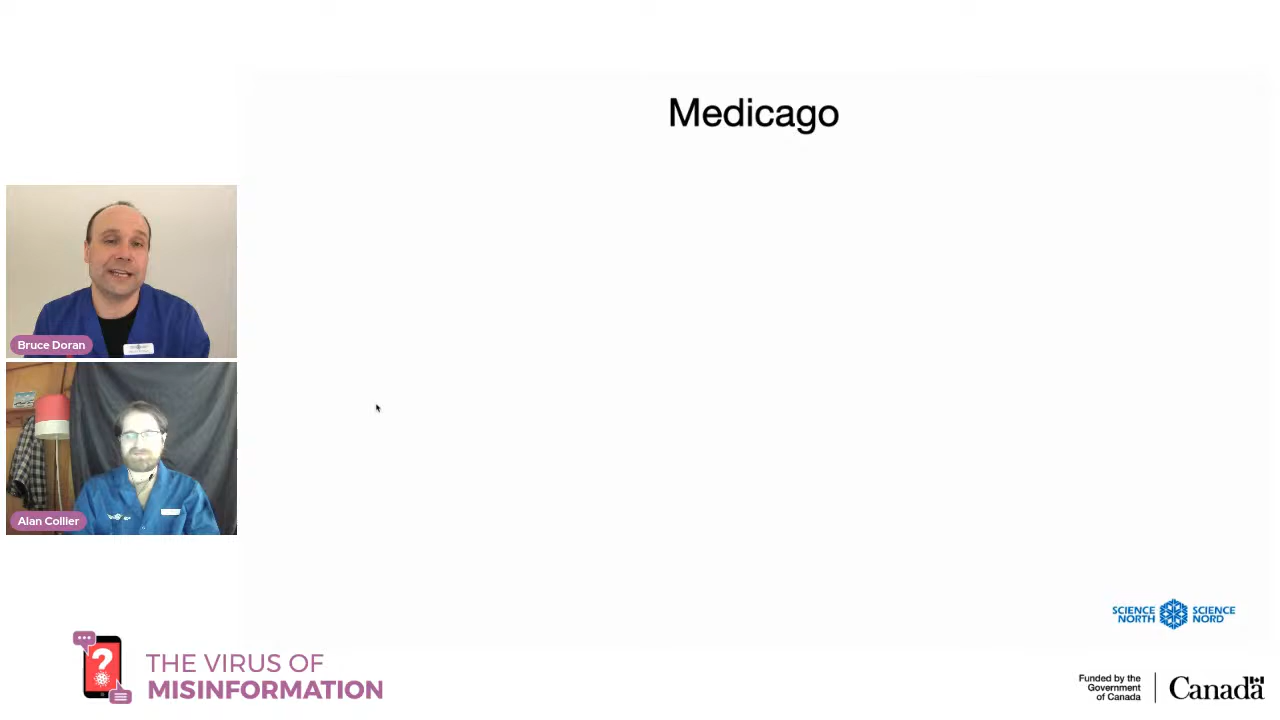 Medicago
Bruce Doran
Alan Collier
SCIENCE NORTH
SCIENCE NORD
?
THE VIRUS OF
MISINFORMATION
Funded by the
Government
of Canada
Canada